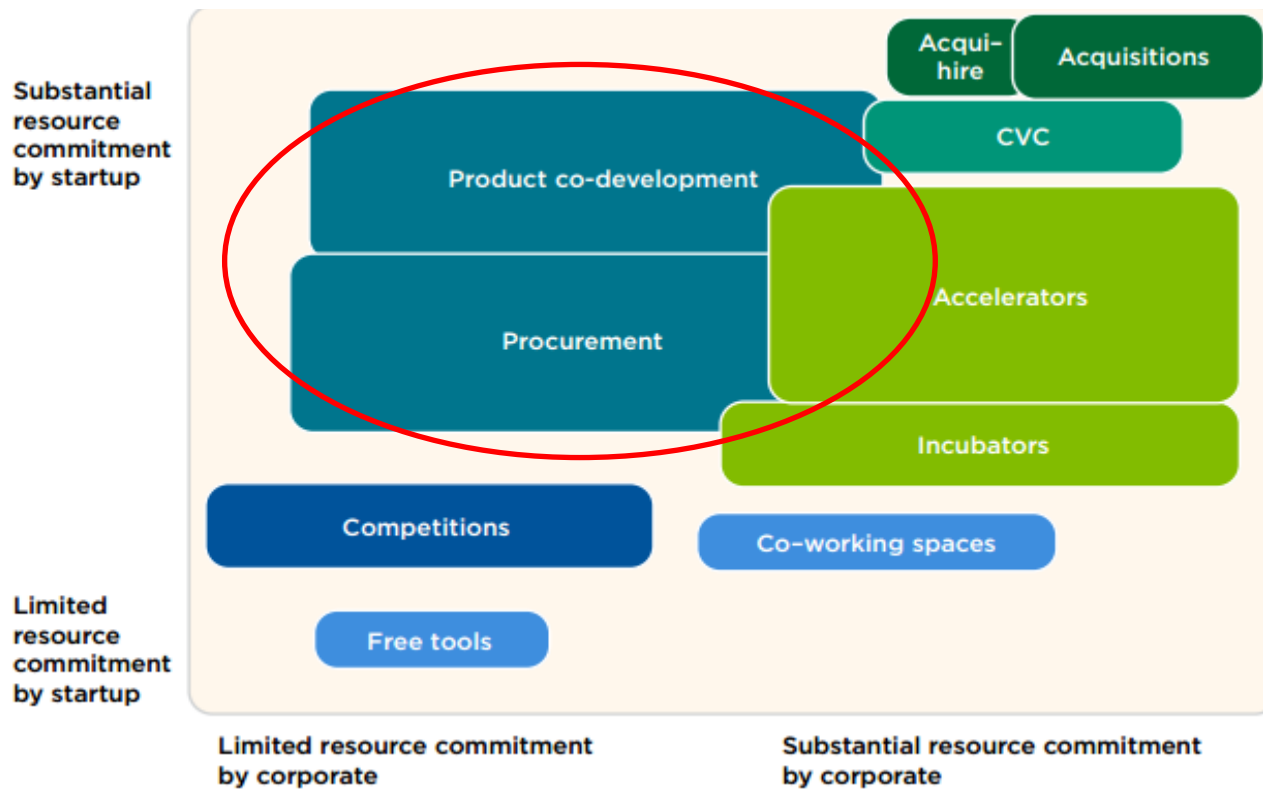 Substantial
resource
commitment
by startup
Acqui–
hire
Acquisitions
CVC
Product co-development
Accelerators
Procurement
Incubators
Competitions
Co–working spaces
Free tools
Limited
resource
commitment
by startup
Limited resource commitment
by corporate
Substantial resource commitment
by corporate